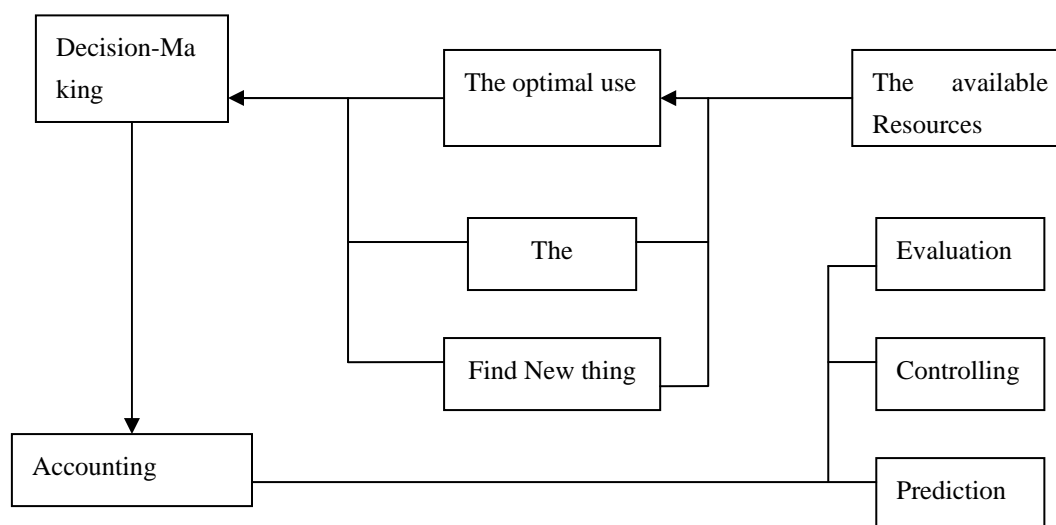 Decision-Ma
king
The optimal use
The available
Resources
The
Evaluation
Find New thing
Controlling
Accounting
Prediction